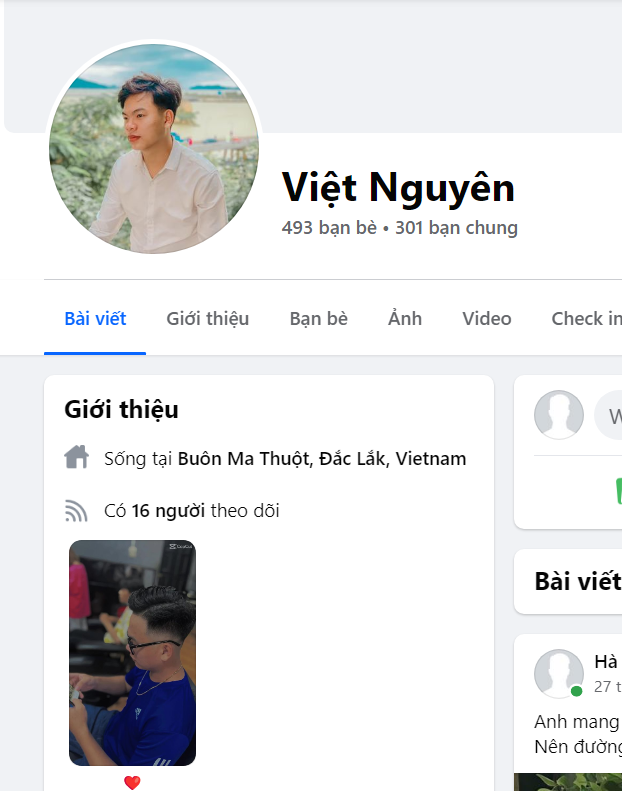 Việt Nguyên
493 bạn bè • 301 bạn chung
Bài viết Giới thiệu Bạn bè Ảnh Video Check in
Giới thiệu
Sống tại Buôn Ma Thuột, Đắc Lắk, Vietnam
Có 16 người theo dõi
CapCut
Bài viết
Hà
27 t
Anh mang
Nên đường